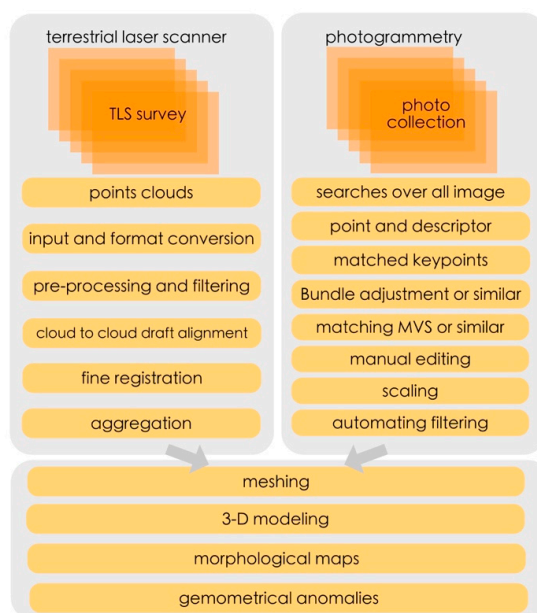 terrestrial laser scanner
TLS survey
points clouds
input and format conversion
pre-processing and filtering
cloud to cloud draft alignment
fine registration
aggregation
photogrammetry
photo
collection
searches over all image
point and descriptor
matched keypoints
Bundle adjustment or similar
matching MVS or similar
manual editing
scaling
automating filtering
meshing
3-D modeling
morphological maps
gemometrical anomalies